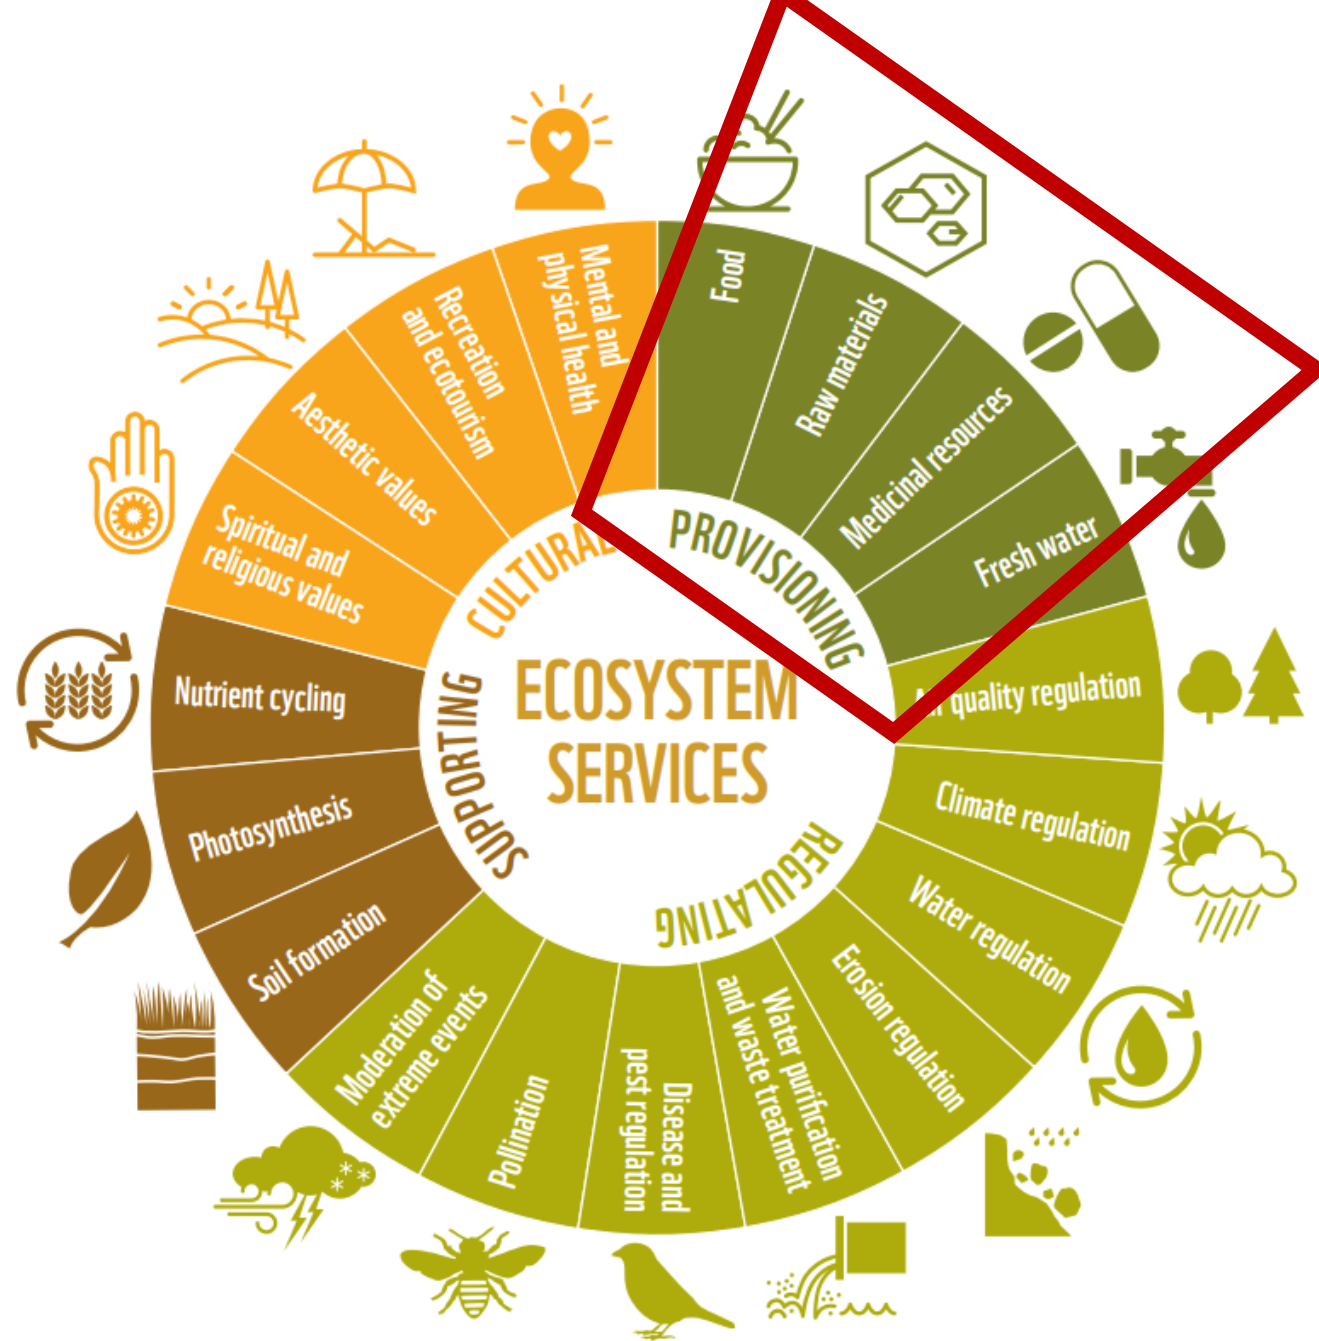 ECOSYSTEM
SERVICES
PROVISIONING
Food
Raw materials
Medicinal resources
Fresh water
REGULATING
Air quality regulation
Climate regulation
Water regulation
Erosion regulation
Water purification
and waste treatment
Disease and
pest regulation
Pollination
Moderation of
extreme events
SUPPORTING
Soil formation
Photosynthesis
Nutrient cycling
CULTURAL
Spiritual and
religious values
Aesthetic values
Recreation
and ecotourism
Mental and
physical health